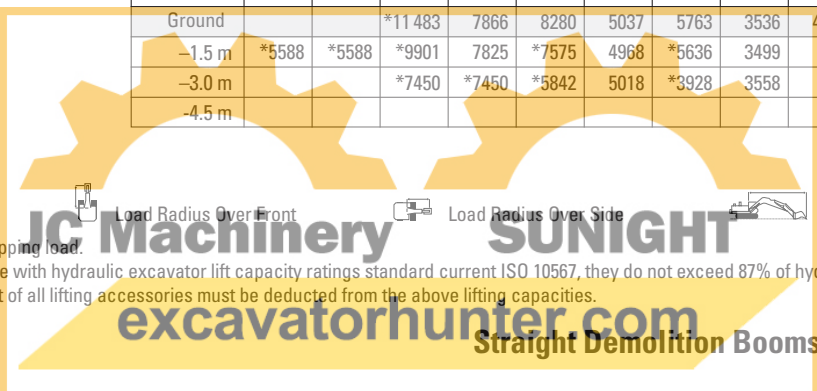 Ground *11 483 7866 8280 5037 5763 3536
–1.5 m *5588 *5588 *9901 7825 *7575 4968 *5636 3499
–3.0 m *7450 *7450 *5842 5018 *3928 3558
-4.5 m
Load Radius Over Front Load Radius Over Side
JC Machinery SUNIGHT
pping load.
e with hydraulic excavator lift capacity ratings standard current ISO 10567, they do not exceed 87% of hy
t of all lifting accessories must be deducted from the above lifting capacities.
excavatorhunter.com
Straight Demolition Booms